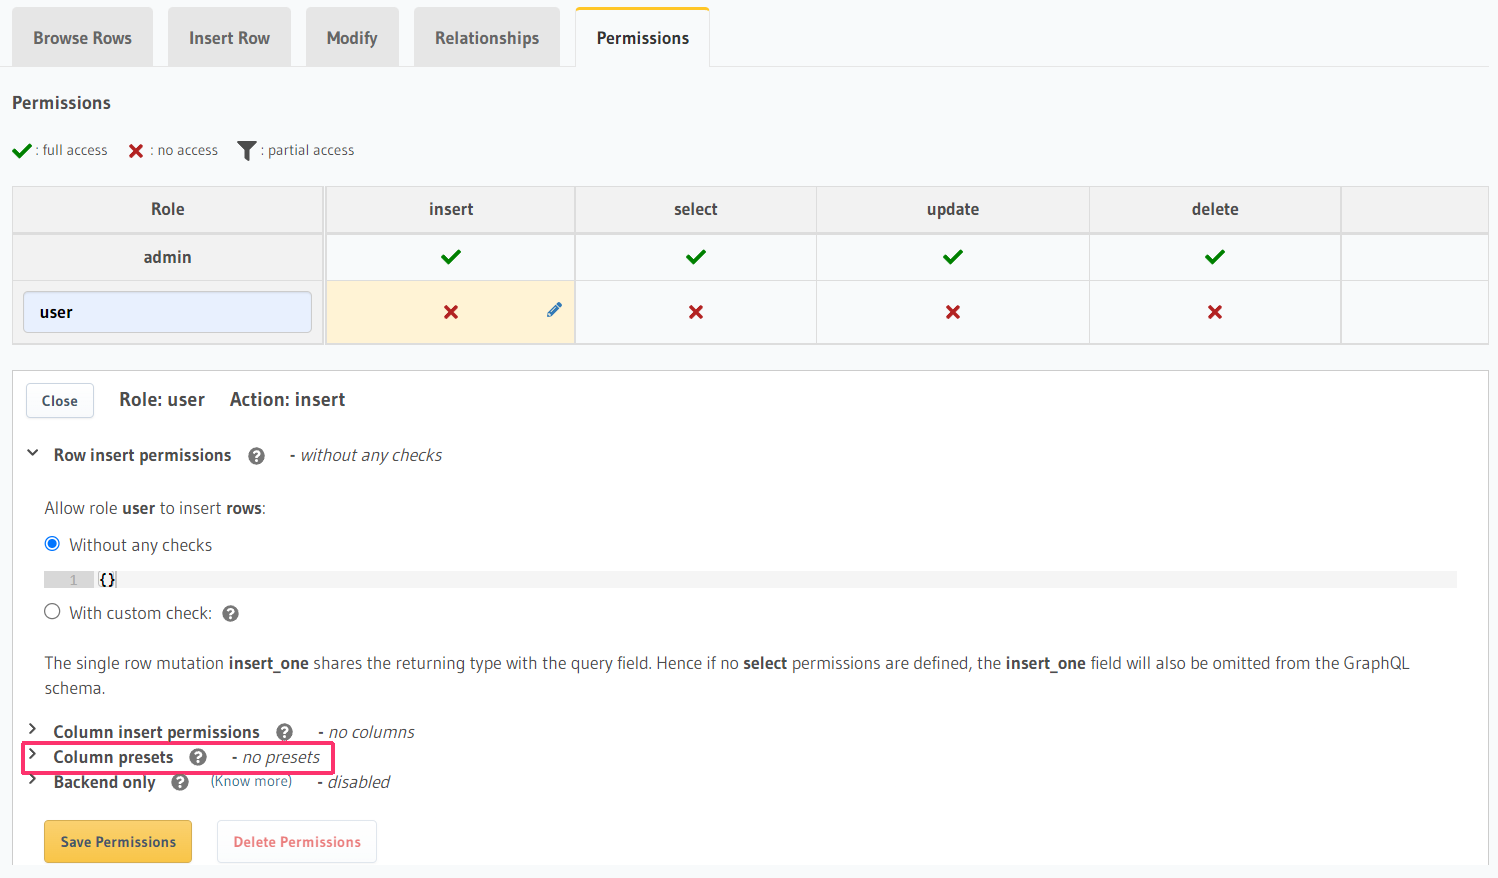 Browse Rows Insert Row Modify Relationships Permissions
Permissions
: full access : no access : partial access
Role insert select update delete
admin
user
Close Role: user Action: insert
Row insert permissions ? - without any checks
Allow role user to insert rows:
Without any checks
1 {}
With custom check: ?
The single row mutation insert_one shares the returning type with the query field. Hence if no select permissions are defined, the insert_one field will also be omitted from the GraphQL
schema.
Column insert permissions ? - no columns
Column presets ? - no presets
Backend only ? (Know more) - disabled
Save Permissions Delete Permissions